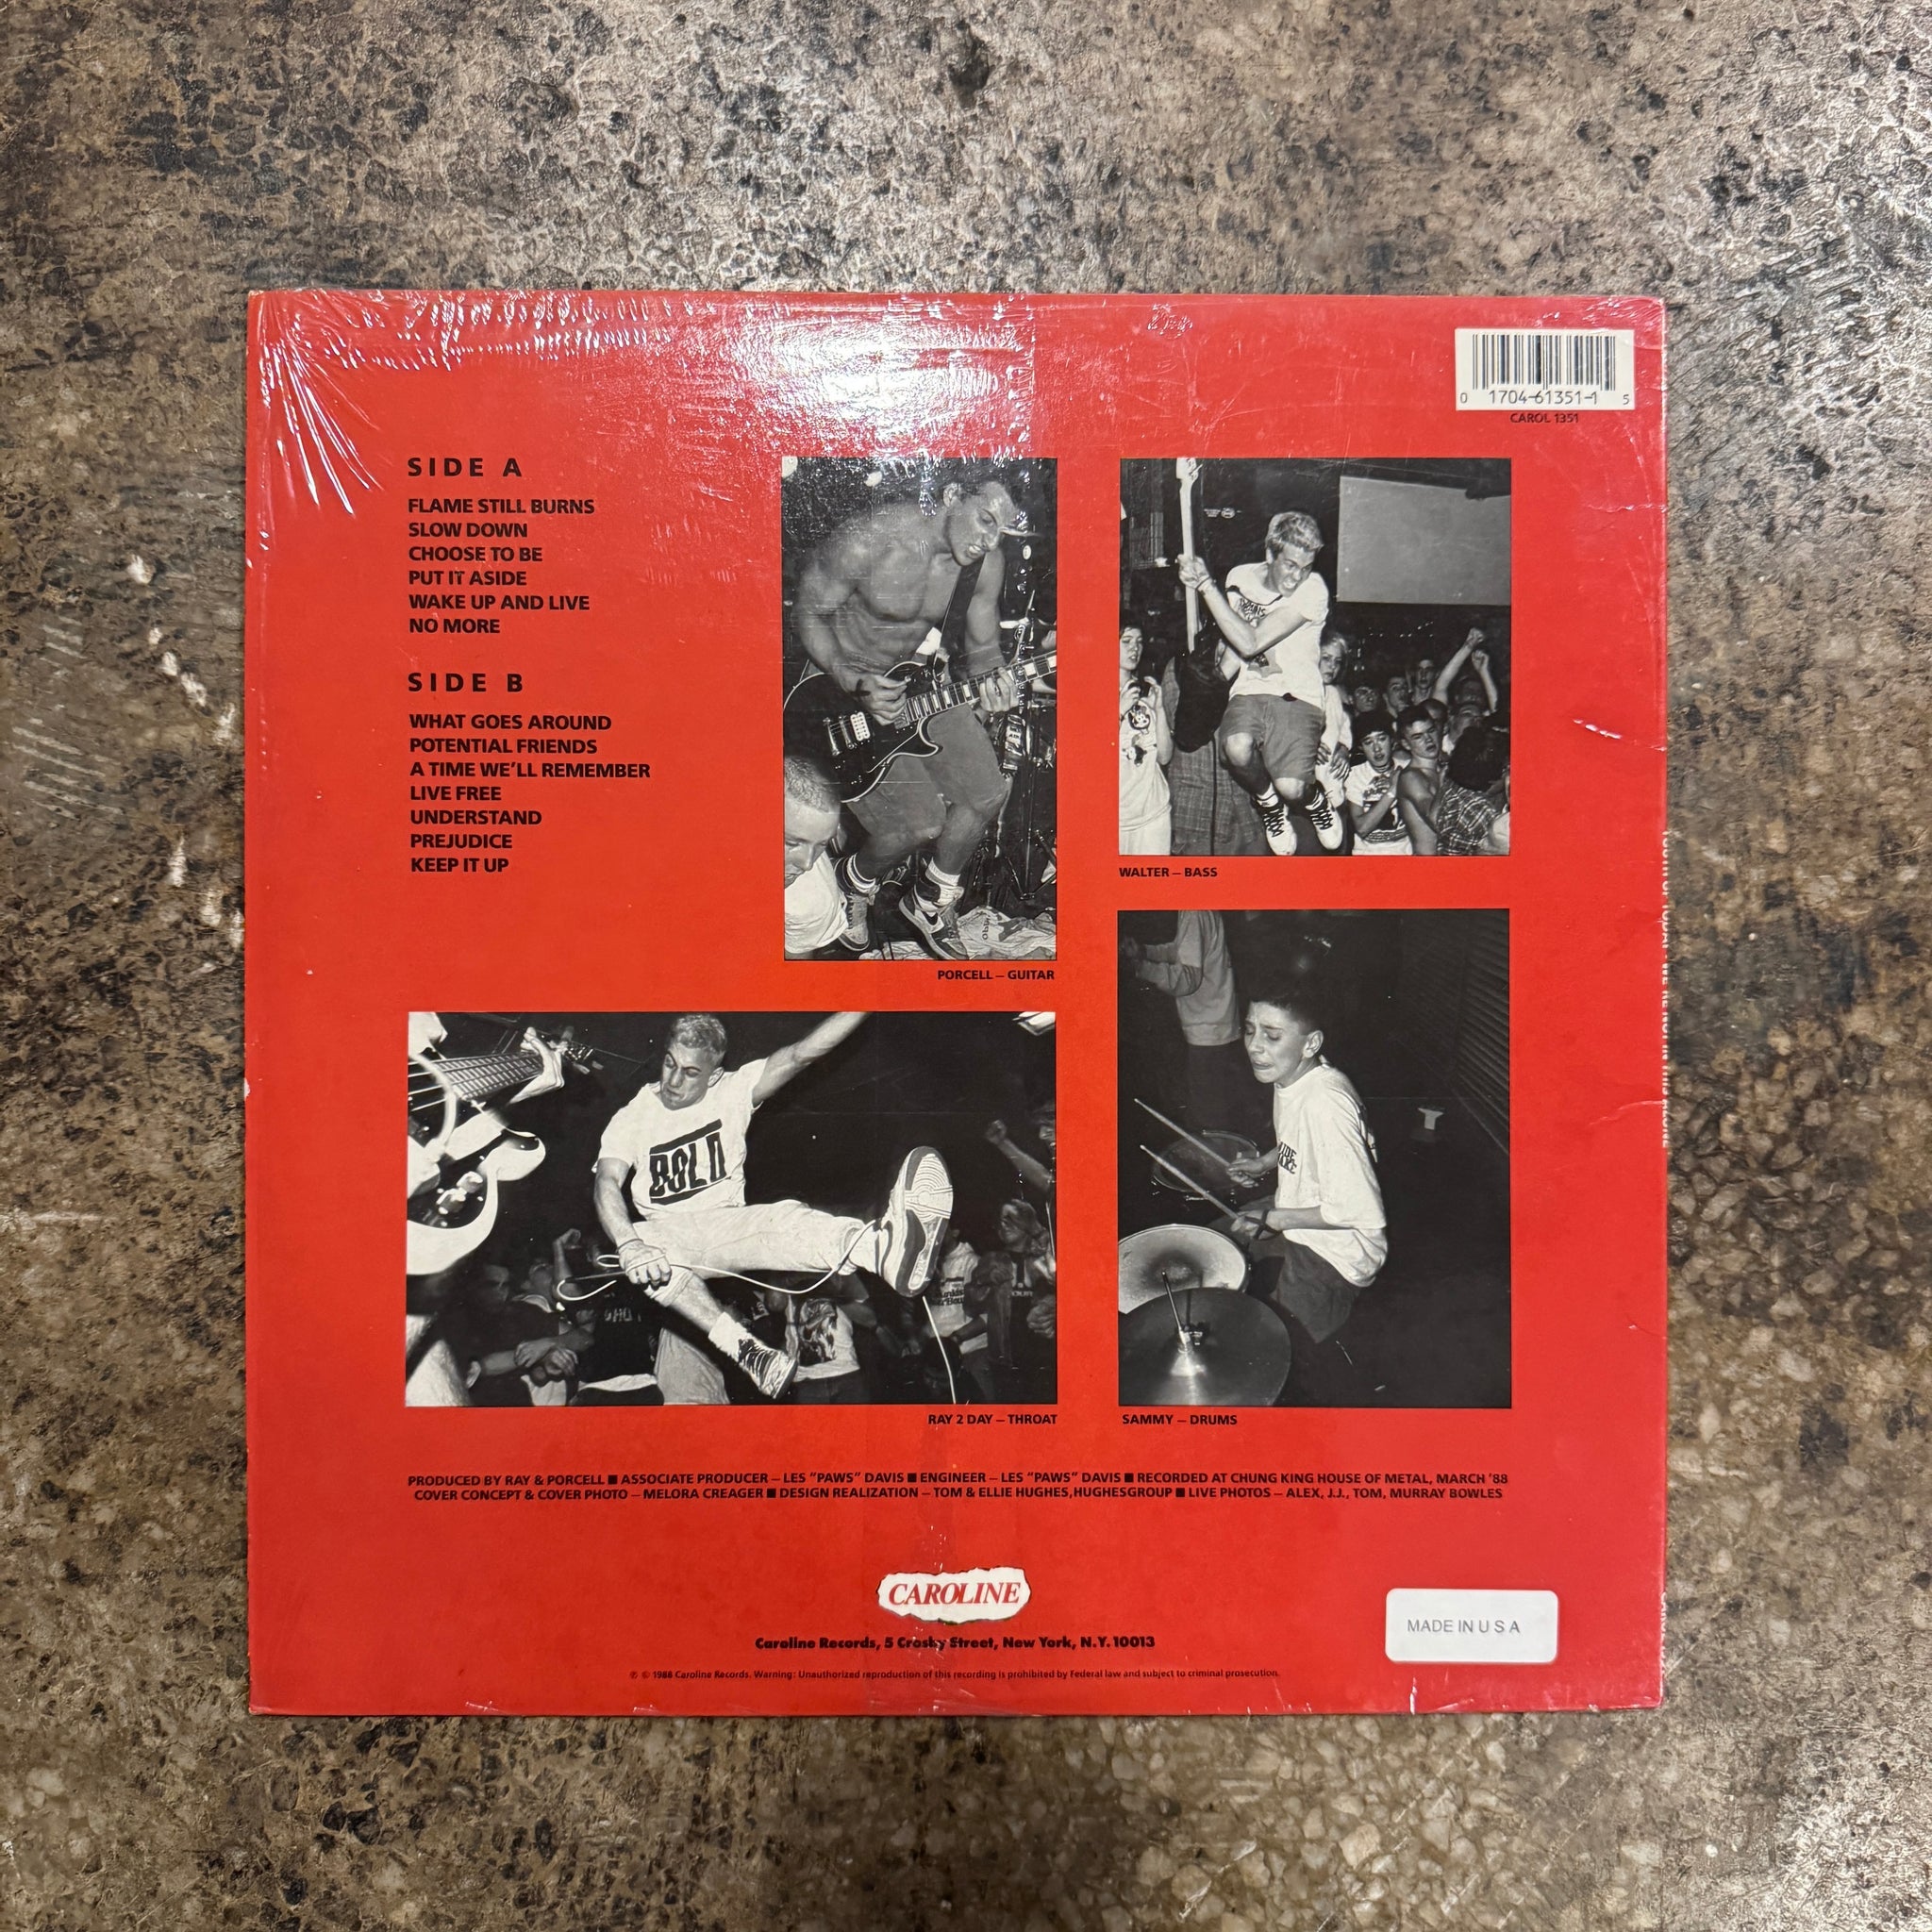 0 1704-61351-1 5
CAROL 1351
SIDE A
FLAME STILL BURNS
SLOW DOWN
CHOOSE TO BE
PUT IT ASIDE
WAKE UP AND LIVE
NO MORE
SIDE B
WHAT GOES AROUND
POTENTIAL FRIENDS
A TIME WE'LL REMEMBER
LIVE FREE
UNDERSTAND
PREJUDICE
KEEP IT UP
PORCELL – GUITAR
WALTER – BASS
BOLD
RAY 2 DAY – THROAT
SAMMY – DRUMS
PRODUCED BY RAY & PORCELL ■ ASSOCIATE PRODUCER – LES "PAWS" DAVIS ■ ENGINEER – LES "PAWS" DAVIS ■ RECORDED AT CHUNG KING HOUSE OF METAL, MARCH '88
COVER CONCEPT & COVER PHOTO – MELORA CREAGER ■ DESIGN REALIZATION – TOM & ELLIE HUGHES, HUGHESGROUP ■ LIVE PHOTOS – ALEX, J.J., TOM, MURRAY BOWLES
CAROLINE
Caroline Records, 5 Crosby Street, New York, N.Y. 10013
℗ © 1988 Caroline Records. Warning: Unauthorized reproduction of this recording is prohibited by Federal law and subject to criminal prosecution.
MADE IN U S A